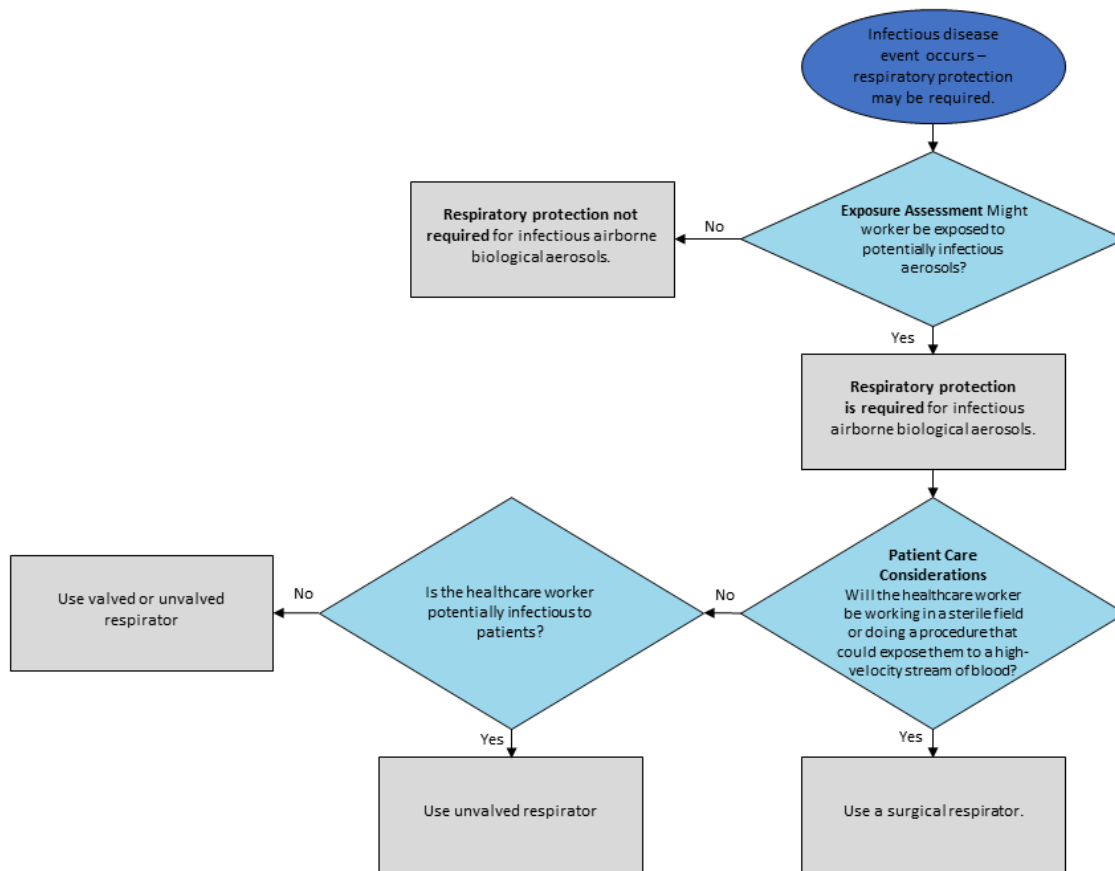 Infectious disease
event occurs –
respiratory protection
may be required.
Exposure Assessment Might
worker be exposed to
potentially infectious
aerosols?
No
Respiratory protection not
required for infectious airborne
biological aerosols.
Yes
Respiratory protection
is required for infectious
airborne biological aerosols.
Patient Care
Considerations
Will the healthcare worker
be working in a sterile field
or doing a procedure that
could expose them to a high-
velocity stream of blood?
No
Is the healthcare worker
potentially infectious to
patients?
No
Use valved or unvalved
respirator
Yes
Use unvalved respirator
Yes
Use a surgical respirator.